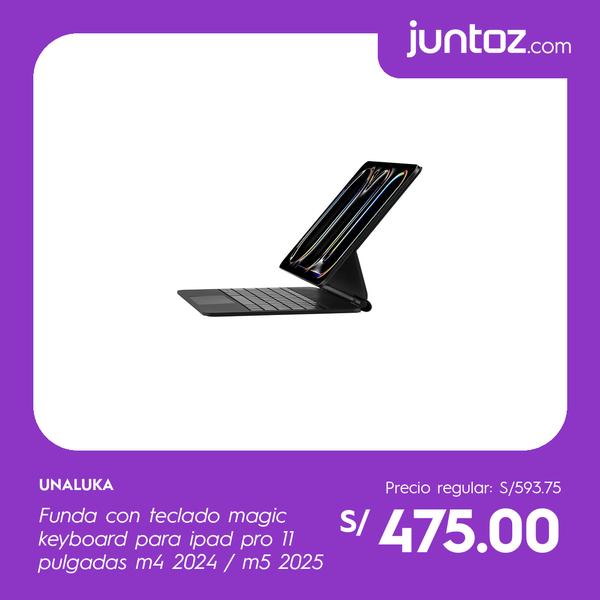 juntoz.com
UNALUKA
Funda con teclado magic
keyboard para ipad pro 11
pulgadas m4 2024 / m5 2025
Precio regular: S/593.75
S/ 475.00